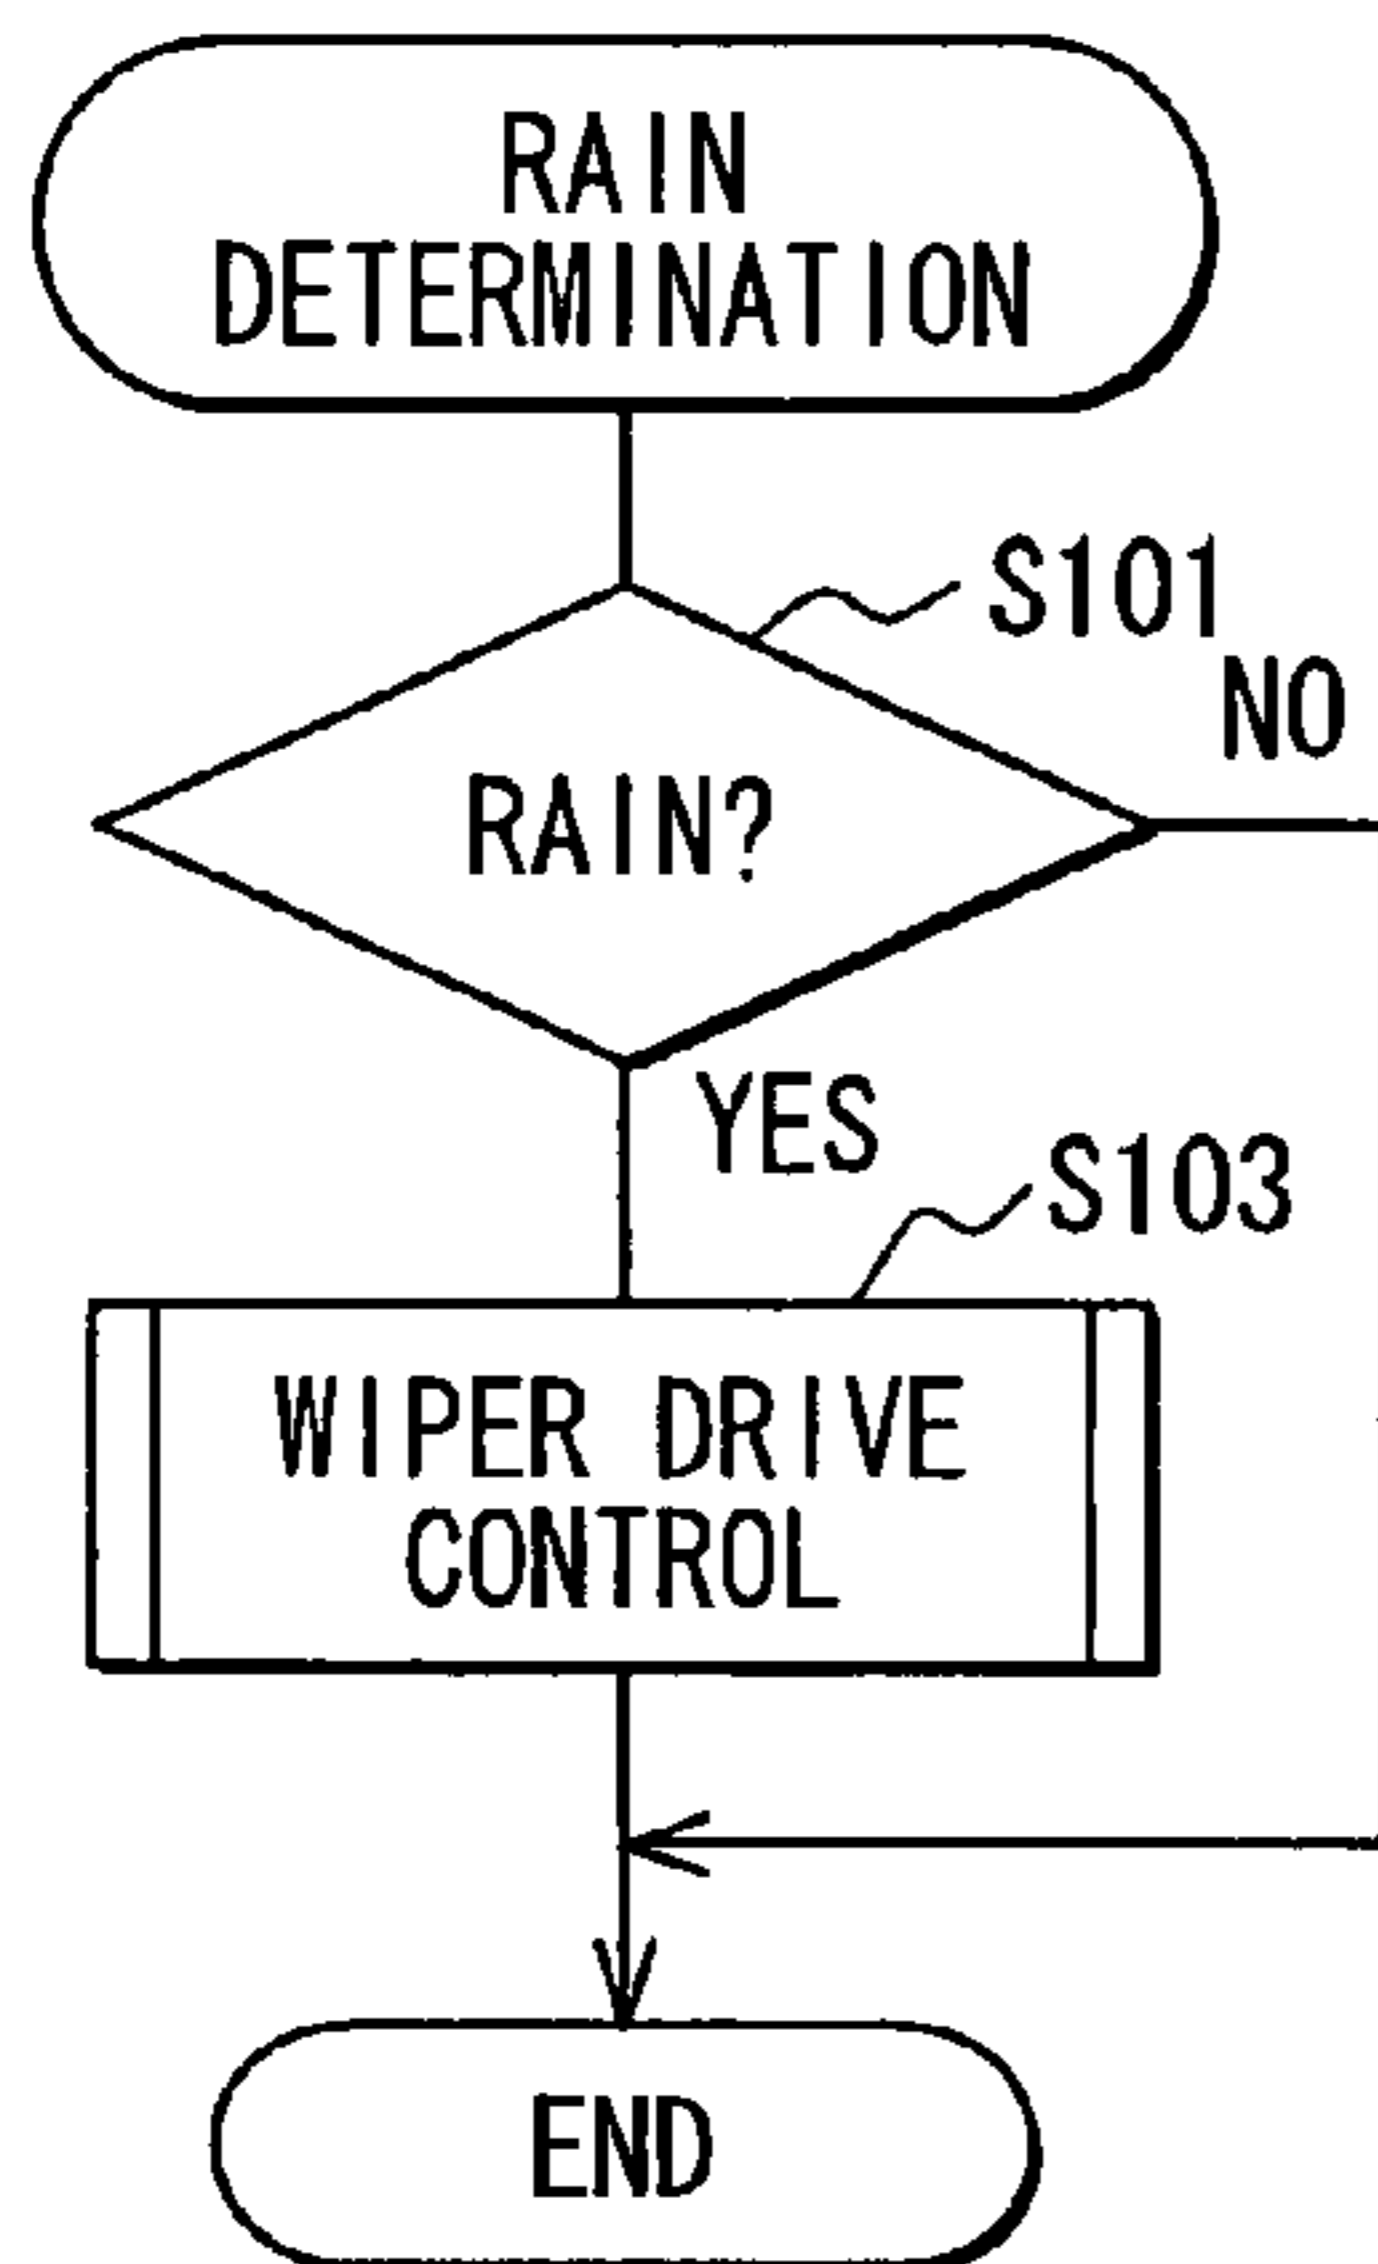 RAIN
DETERMINATION
S101
NO
RAIN?
YES
S103
WIPER DRIVE
CONTROL
END